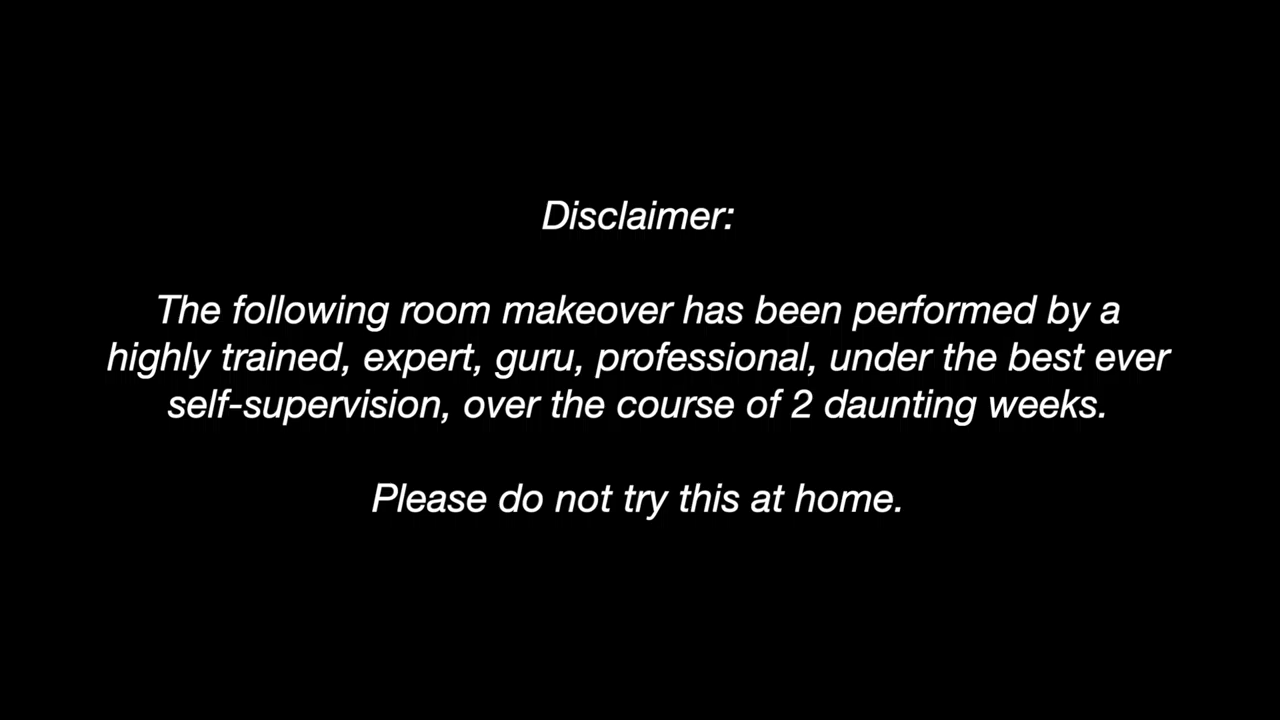 Disclaimer:
The following room makeover has been performed by a
highly trained, expert, guru, professional, under the best ever
self-supervision, over the course of 2 daunting weeks.
Please do not try this at home.